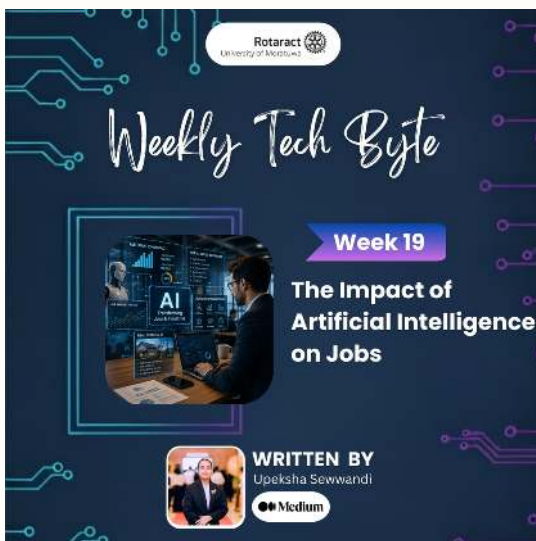 Rotaract
University of Moratuwa
Weekly Tech Byte
Week 19
The Impact of
Artificial Intelligence
on Jobs
AI
WRITTEN BY
Upeksha Sewwandi
Medium